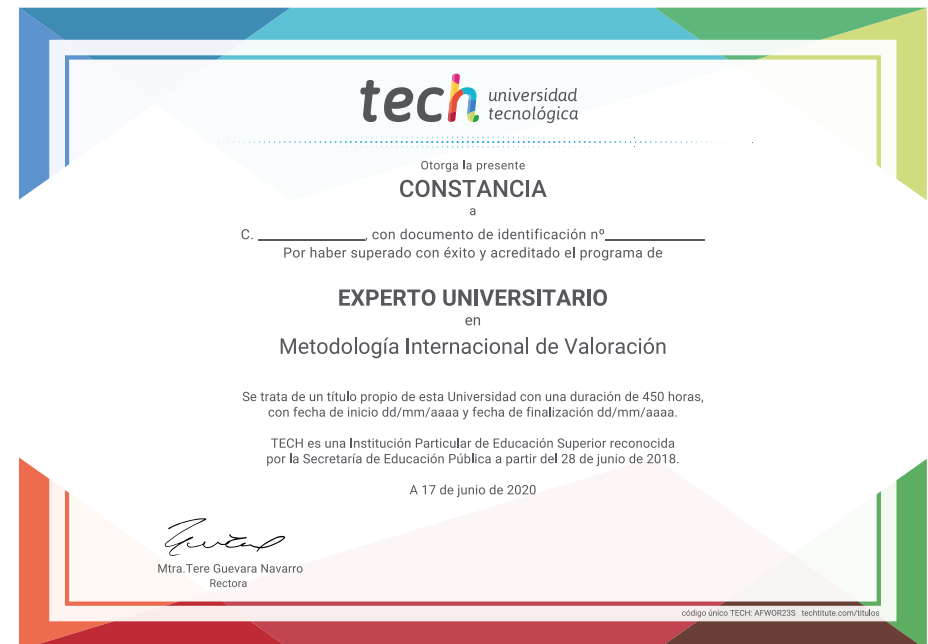 tech universidad
tecnológica
Otorga la presente
CONSTANCIA
a
C. ____________, con documento de identificación nº____________
Por haber superado con éxito y acreditado el programa de
EXPERTO UNIVERSITARIO
en
Metodología Internacional de Valoración
Se trata de un título propio de esta Universidad con una duración de 450 horas,
con fecha de inicio dd/mm/aaaa y fecha de finalización dd/mm/aaaa.
TECH es una Institución Particular de Educación Superior reconocida
por la Secretaría de Educación Pública a partir del 28 de junio de 2018.
A 17 de junio de 2020
Mtra.Tere Guevara Navarro
Rectora
código único TECH: AFWOR23S techtitute.com/titulos